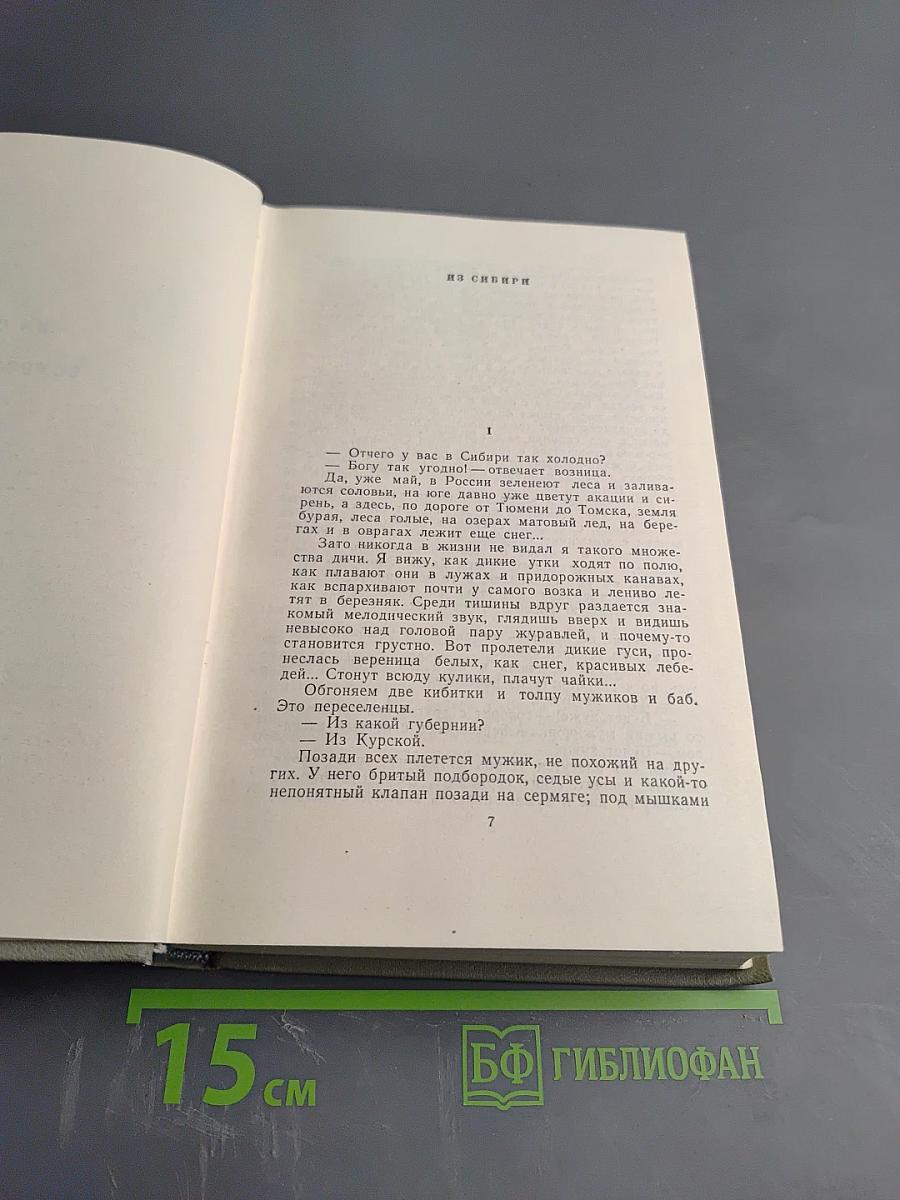 ИЗ СИБИРИ
I
— Отчего у вас в Сибири так холодно?
— Богу так угодно! — отвечает возница.
Да, уже май, в России зеленеют леса и залива-
ются соловьи, на юге давно уже цветут акации и си-
рень, а здесь, по дороге от Тюмени до Томска, земля
бурая, леса голые, на озерах матовый лед, на бере-
гах и в оврагах лежит еще снег...
Зато никогда в жизни не видал я такого множе-
ства дичи. Я вижу, как дикие утки ходят по полю,
как плавают они в лужах и придорожных канавах,
как вспархивают почти у самого возка и лениво ле-
тят в березняк. Среди тишины вдруг раздается зна-
комый мелодический звук, глядишь вверх и видишь
невысоко над головой пару журавлей, и почему-то
становится грустно. Вот пролетели дикие гуси, про-
неслась вереница белых, как снег, красивых лебе-
дей... Стонут всюду кулики, плачут чайки...
Обгоняем две кибитки и толпу мужиков и баб.
Это переселенцы.
— Из какой губернии?
— Из Курской.
Позади всех плетется мужик, не похожий на дру-
гих. У него бритый подбородок, седые усы и какой-то
непонятный клапан позади на сермяге; под мышками
7
15 см
БФ ГИБЛИОФАН